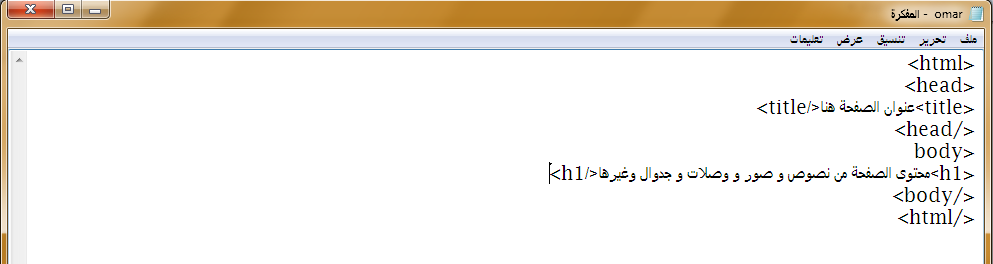 omar - المفكرة
ملف تحرير تنسيق عرض تعليمات
<html>
<head>
<title>عنوان الصفحة هنا</title>
</head>
<body
<h1>محتوى الصفحة من نصوص و صور و وصلات و جدوال وغيرها</h1>
</body>
</html>